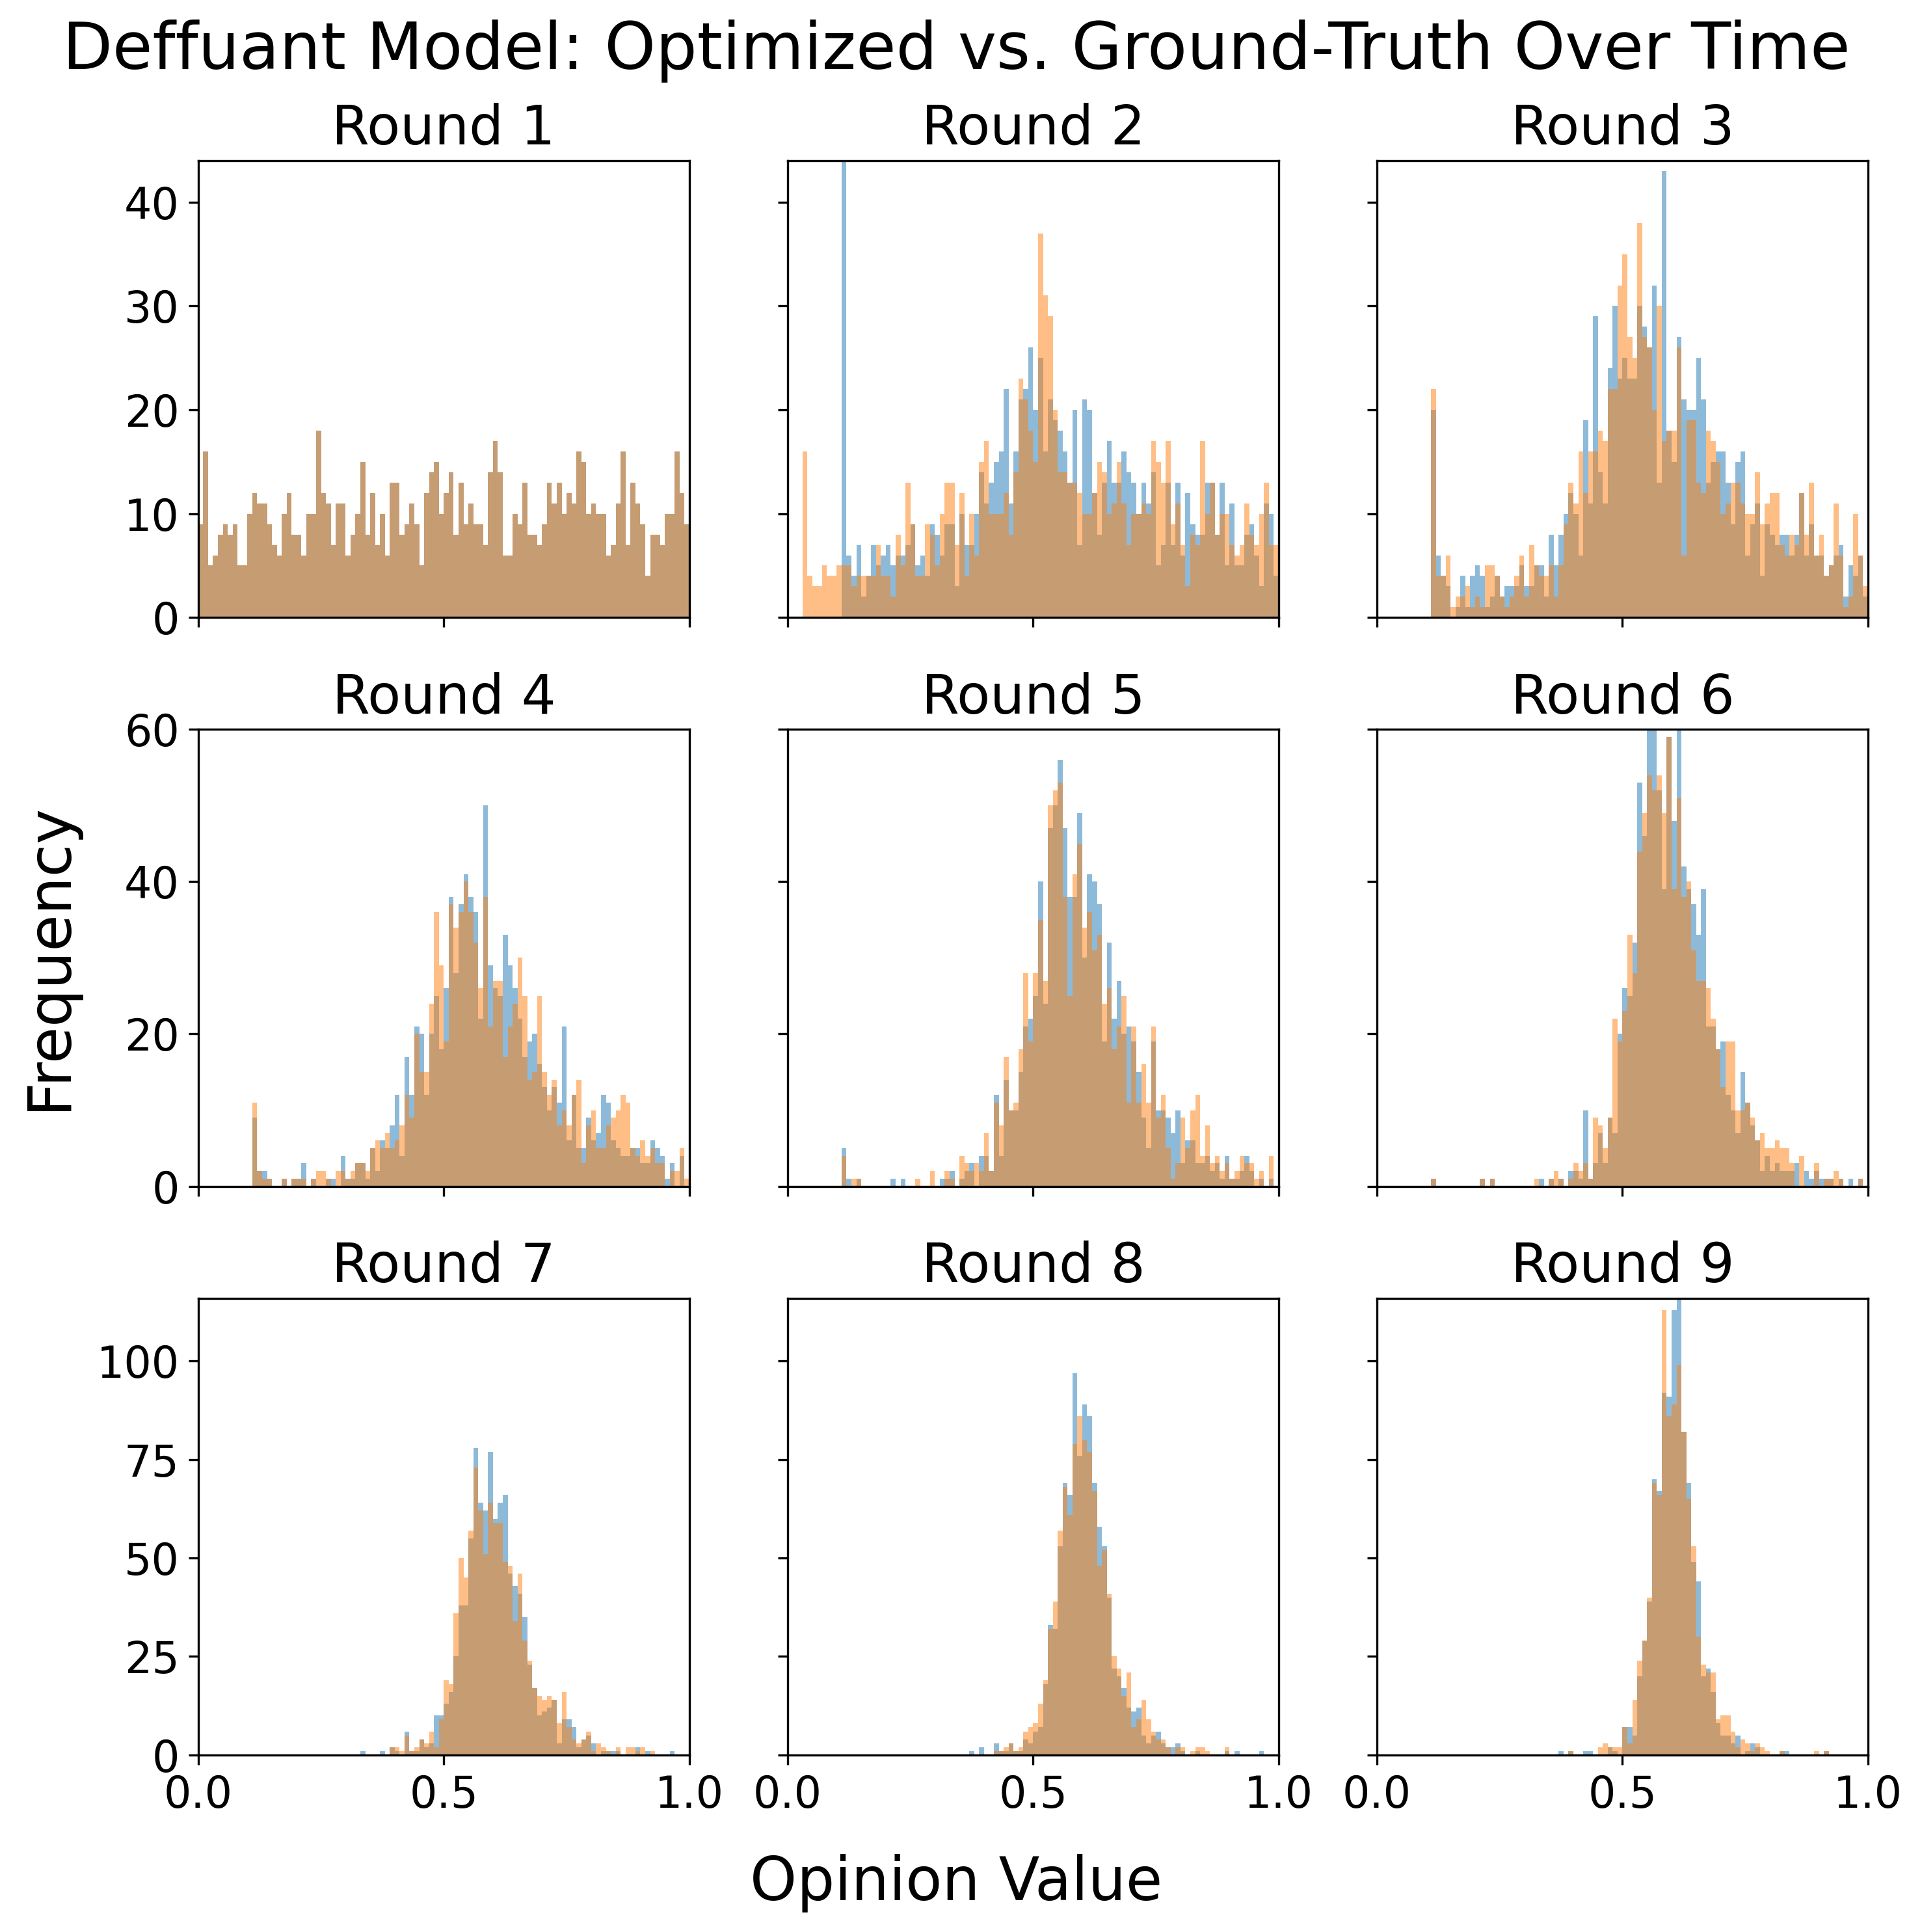 Deffuant Model: Optimized vs. Ground-Truth Over Time
Round 1
Round 2
Round 3
40
30
20
10
0
Round 4
Round 5
Round 6
60
40
20
0
Frequency
Round 7
Round 8
Round 9
100
75
50
25
0
0.0 0.5 1.0 0.0 0.5 1.0 0.0 0.5 1.0
Opinion Value